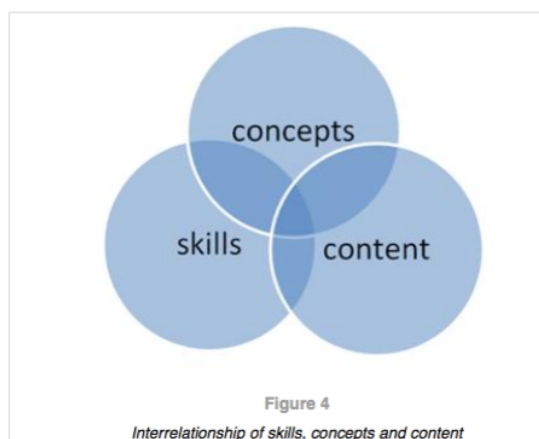 concepts
skills
content
Figure 4
Interrelationship of skills, concepts and content